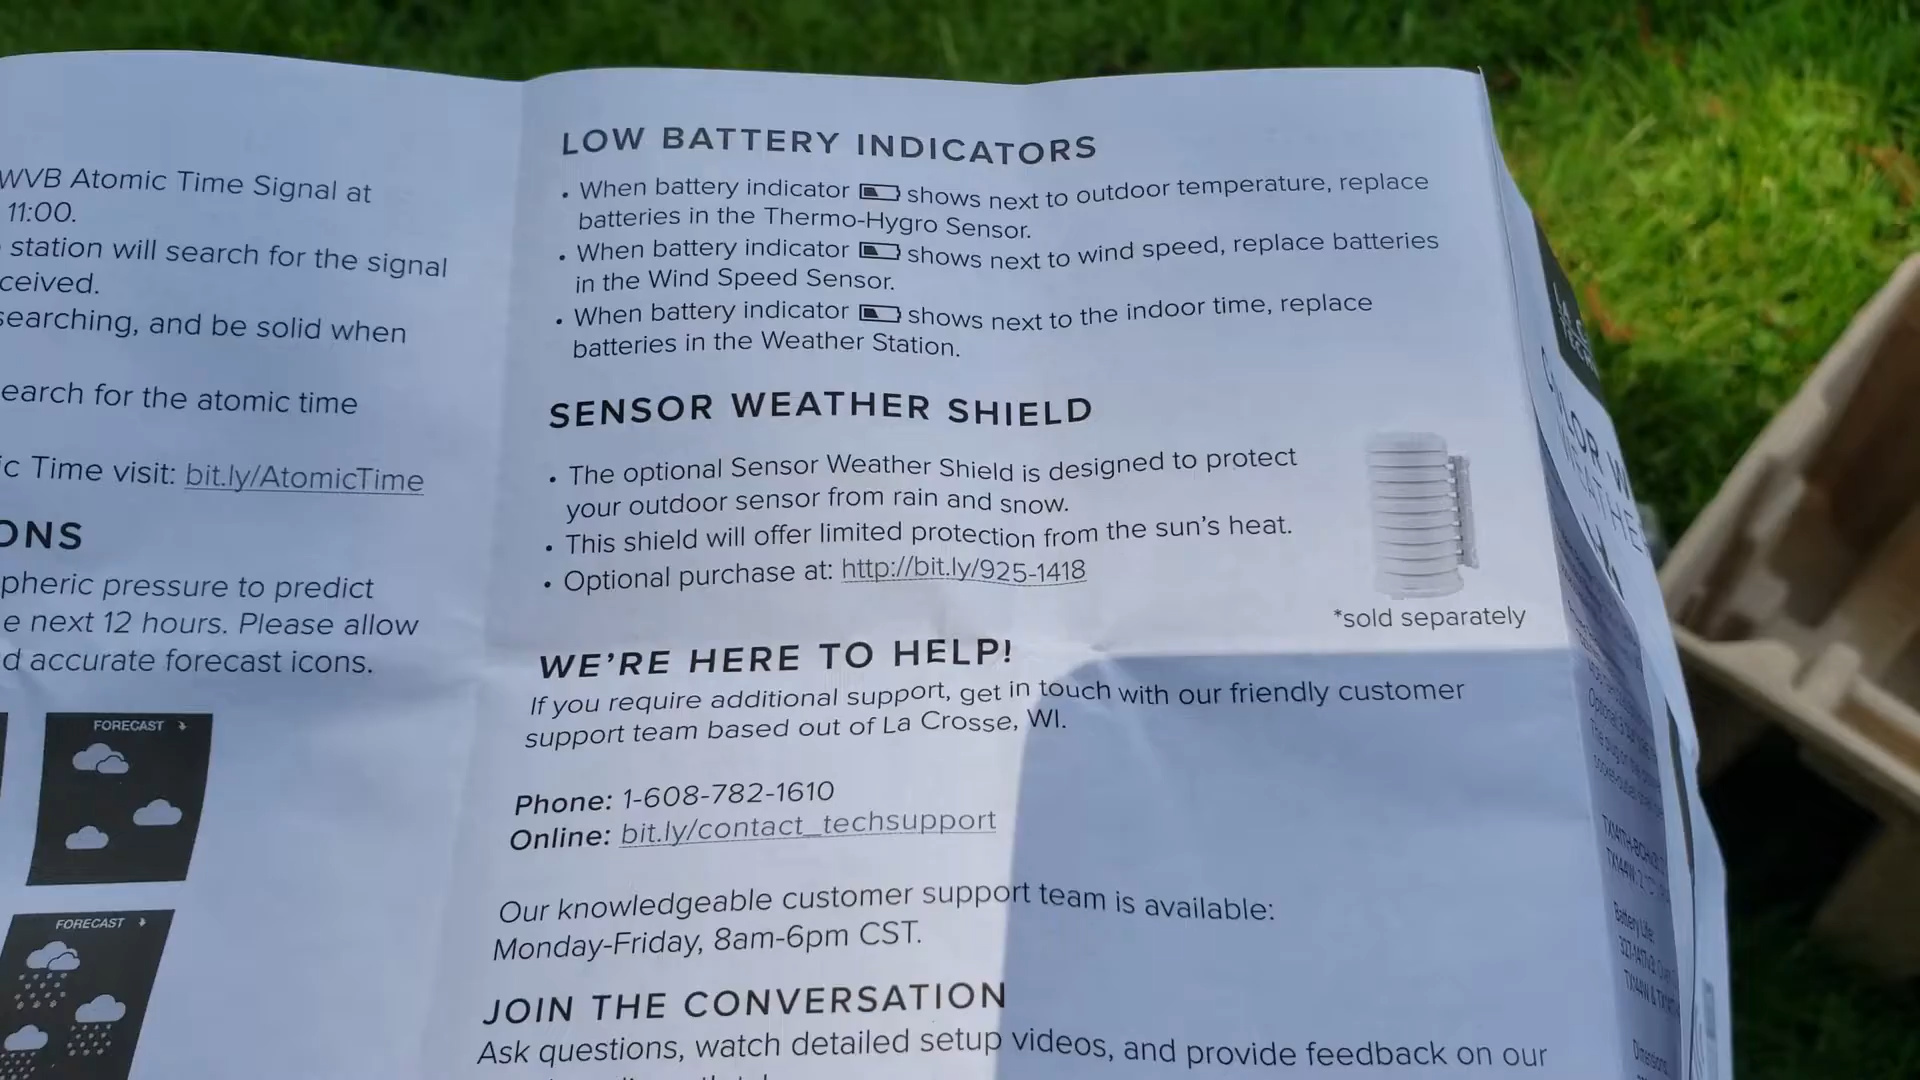 WVB Atomic Time Signal at
11:00.
station will search for the signal
ceived.
searching, and be solid when
earch for the atomic time
ic Time visit: bit.ly/AtomicTime
ONS
pheric pressure to predict
e next 12 hours. Please allow
d accurate forecast icons.
FORECAST
FORECAST
LOW BATTERY INDICATORS
• When battery indicator shows next to outdoor temperature, replace
batteries in the Thermo-Hygro Sensor.
• When battery indicator shows next to wind speed, replace batteries
in the Wind Speed Sensor.
• When battery indicator shows next to the indoor time, replace
batteries in the Weather Station.
SENSOR WEATHER SHIELD
• The optional Sensor Weather Shield is designed to protect
your outdoor sensor from rain and snow.
• This shield will offer limited protection from the sun's heat.
• Optional purchase at: http://bit.ly/925-1418
*sold separately
WE'RE HERE TO HELP!
If you require additional support, get in touch with our friendly customer
support team based out of La Crosse, WI.
Phone: 1-608-782-1610
Online: bit.ly/contact_techsupport
Our knowledgeable customer support team is available:
Monday-Friday, 8am-6pm CST.
JOIN THE CONVERSATION
Ask questions, watch detailed setup videos, and provide feedback on our
Battery Life: